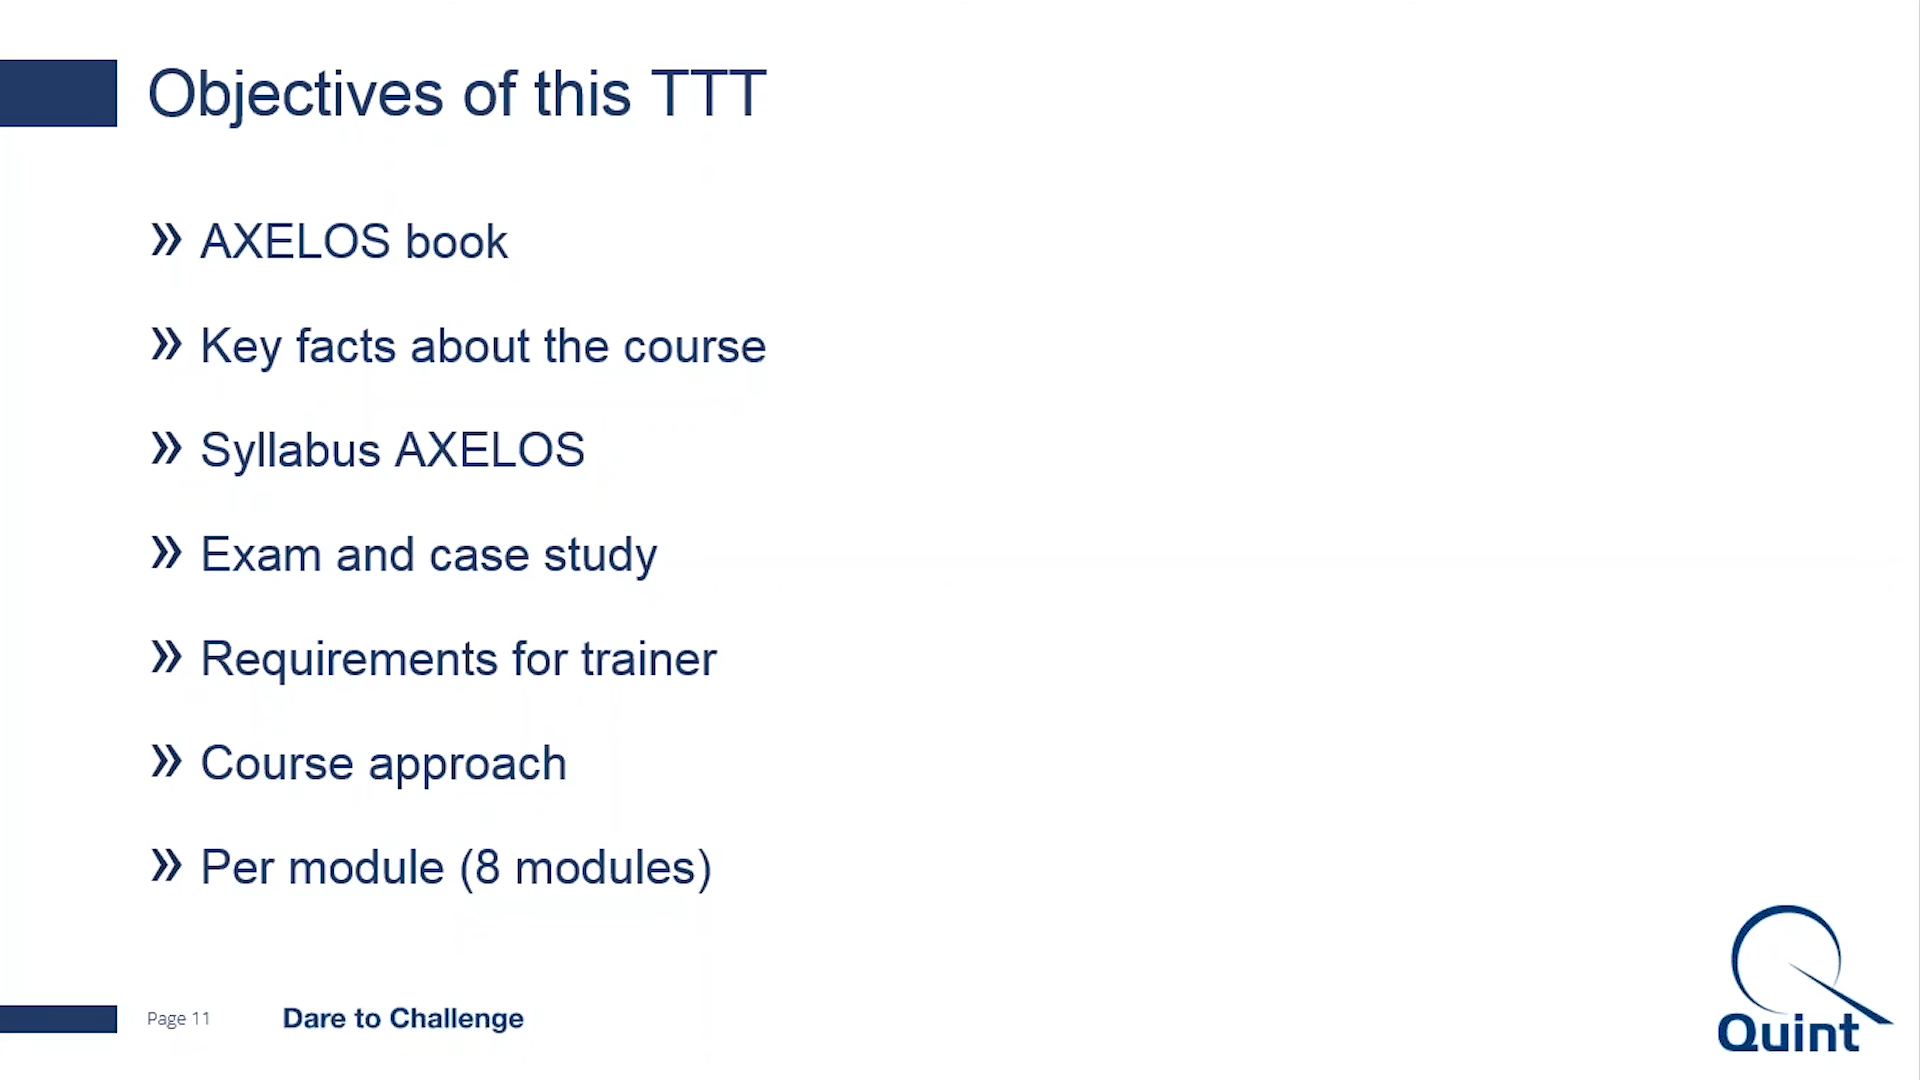 Objectives of this TTT
» AXELOS book
» Key facts about the course
» Syllabus AXELOS
» Exam and case study
» Requirements for trainer
» Course approach
» Per module (8 modules)
Page 11 Dare to Challenge
Quint